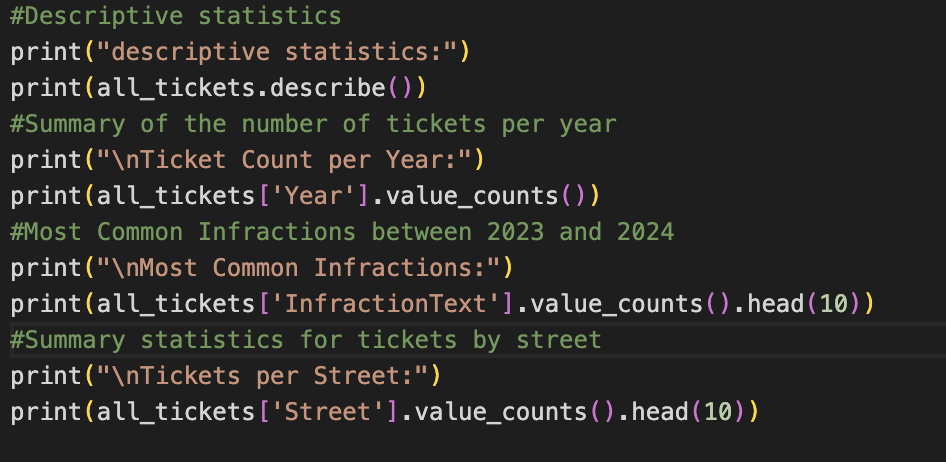 #Descriptive statistics
print("descriptive statistics:")
print(all_tickets.describe())
#Summary of the number of tickets per year
print("\nTicket Count per Year:")
print(all_tickets['Year'].value_counts())
#Most Common Infractions between 2023 and 2024
print("\nMost Common Infractions:")
print(all_tickets['InfractionText'].value_counts().head(10))
#Summary statistics for tickets by street
print("\nTickets per Street:")
print(all_tickets['Street'].value_counts().head(10))